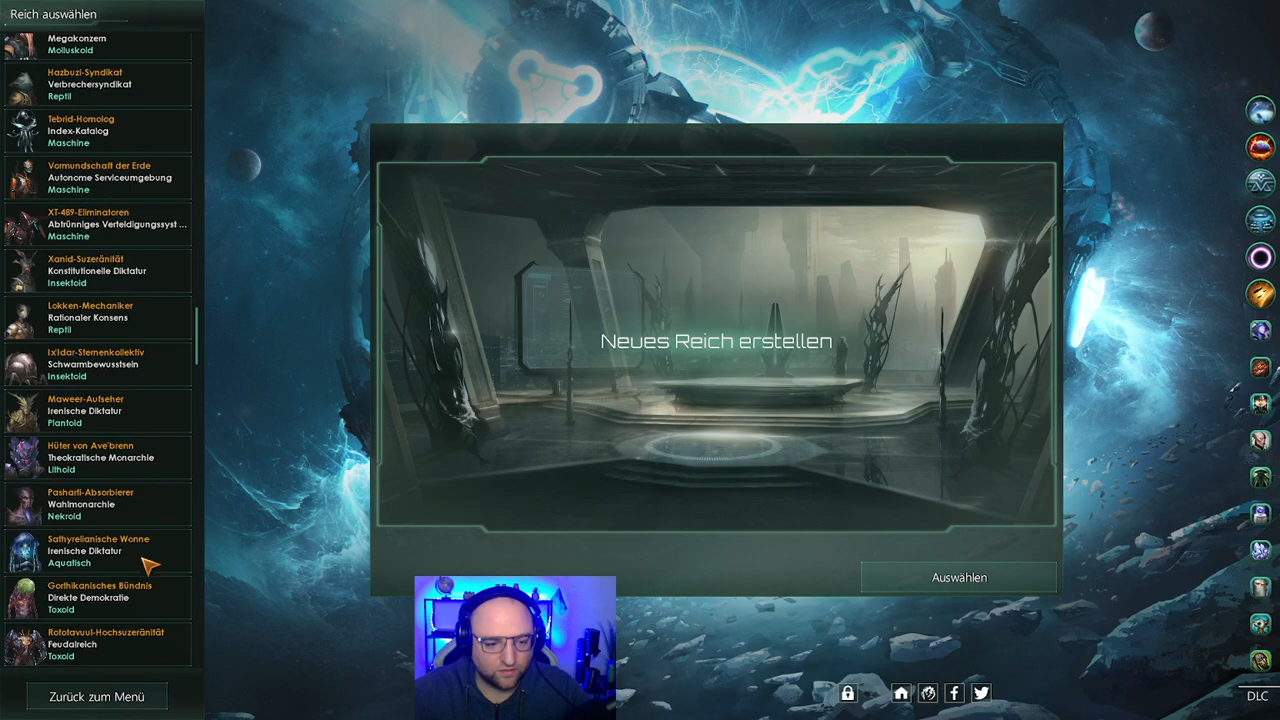 Reich auswählen
Megakonzern
Molluskoid
Hazbuzi-Syndikat
Verbrechersyndikat
Reptil
Tebrid-Homolog
Index-Katalog
Maschine
Vormundschaft der Erde
Autonome Serviceumgebung
Maschine
XT-489-Eliminatoren
Abtrünniges Verteidigungssyst ...
Maschine
Xanid-Suzeränität
Konstitutionelle Diktatur
Insektoid
Lokken-Mechaniker
Rationaler Konsens
Reptil
Ix'Idar-Sternenkollektiv
Schwarmbewusstsein
Insektoid
Maweer-Aufseher
Irenische Diktatur
Plantoid
Hüter von Ave'brenn
Theokratische Monarchie
Lithoid
Pasharti-Absorbierer
Wahlmonarchie
Nekroid
Sathyrelianische Wonne
Irenische Diktatur
Aquatisch
Gorthikanisches Bündnis
Direkte Demokratie
Toxoid
Rototavuul-Hochsuzeränität
Feudalreich
Toxoid
Zurück zum Menü
Neues Reich erstellen
Auswählen
DLC